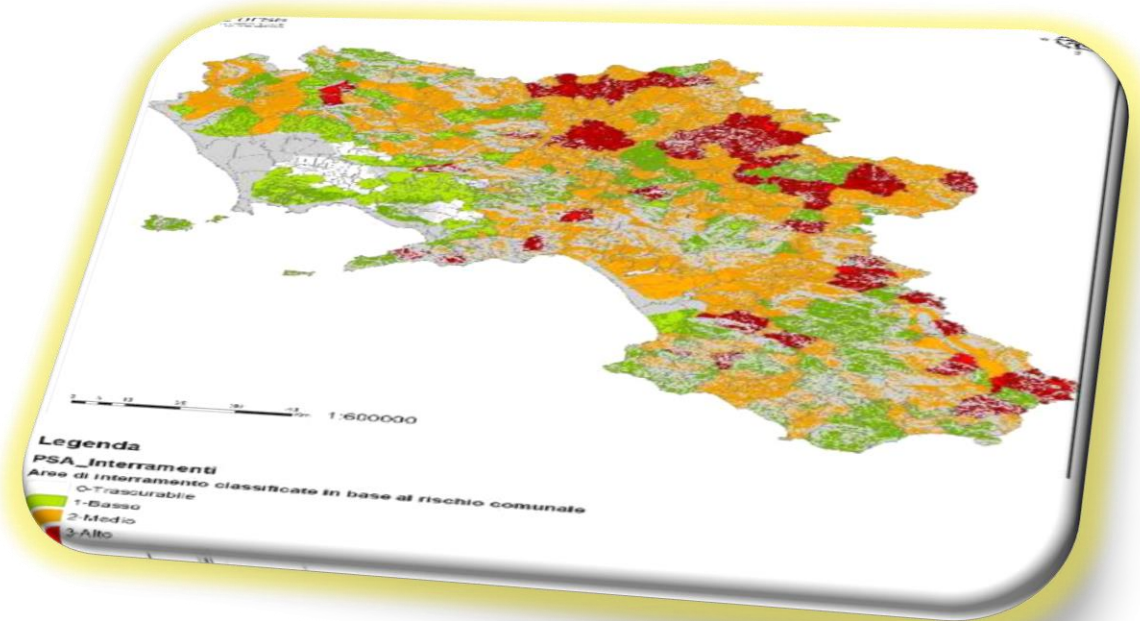 1:600000
Legenda
PSA_Interramenti
Aree di interramento classificate in base al rischio comunale
0-Trascurabile
1-Basso
2-Medio
3-Alto